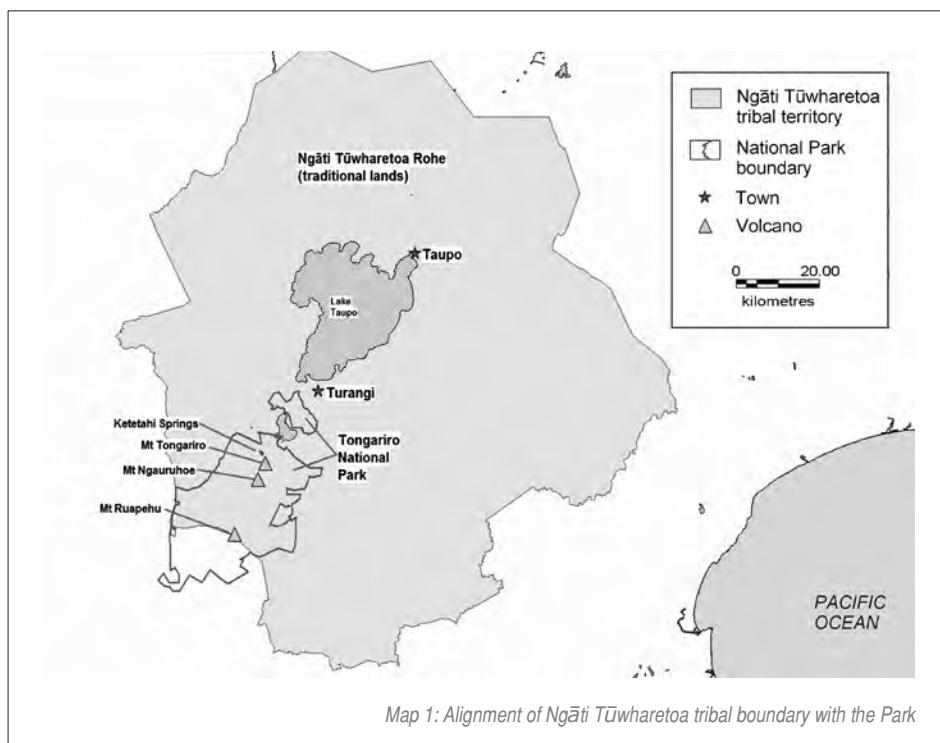 Ngāti Tūwharetoa Rohe
(traditional lands)
Taupo
Lake
Taupo
Turangi
Ketetahi Springs
Mt Tongariro
Mt Ngauruhoe
Mt Ruapehu
Tongariro
National
Park
Ngāti Tūwharetoa
tribal territory
National Park
boundary
Town
Volcano
0 20.00
kilometres
PACIFIC
OCEAN
Map 1: Alignment of Ngāti Tūwharetoa tribal boundary with the Park